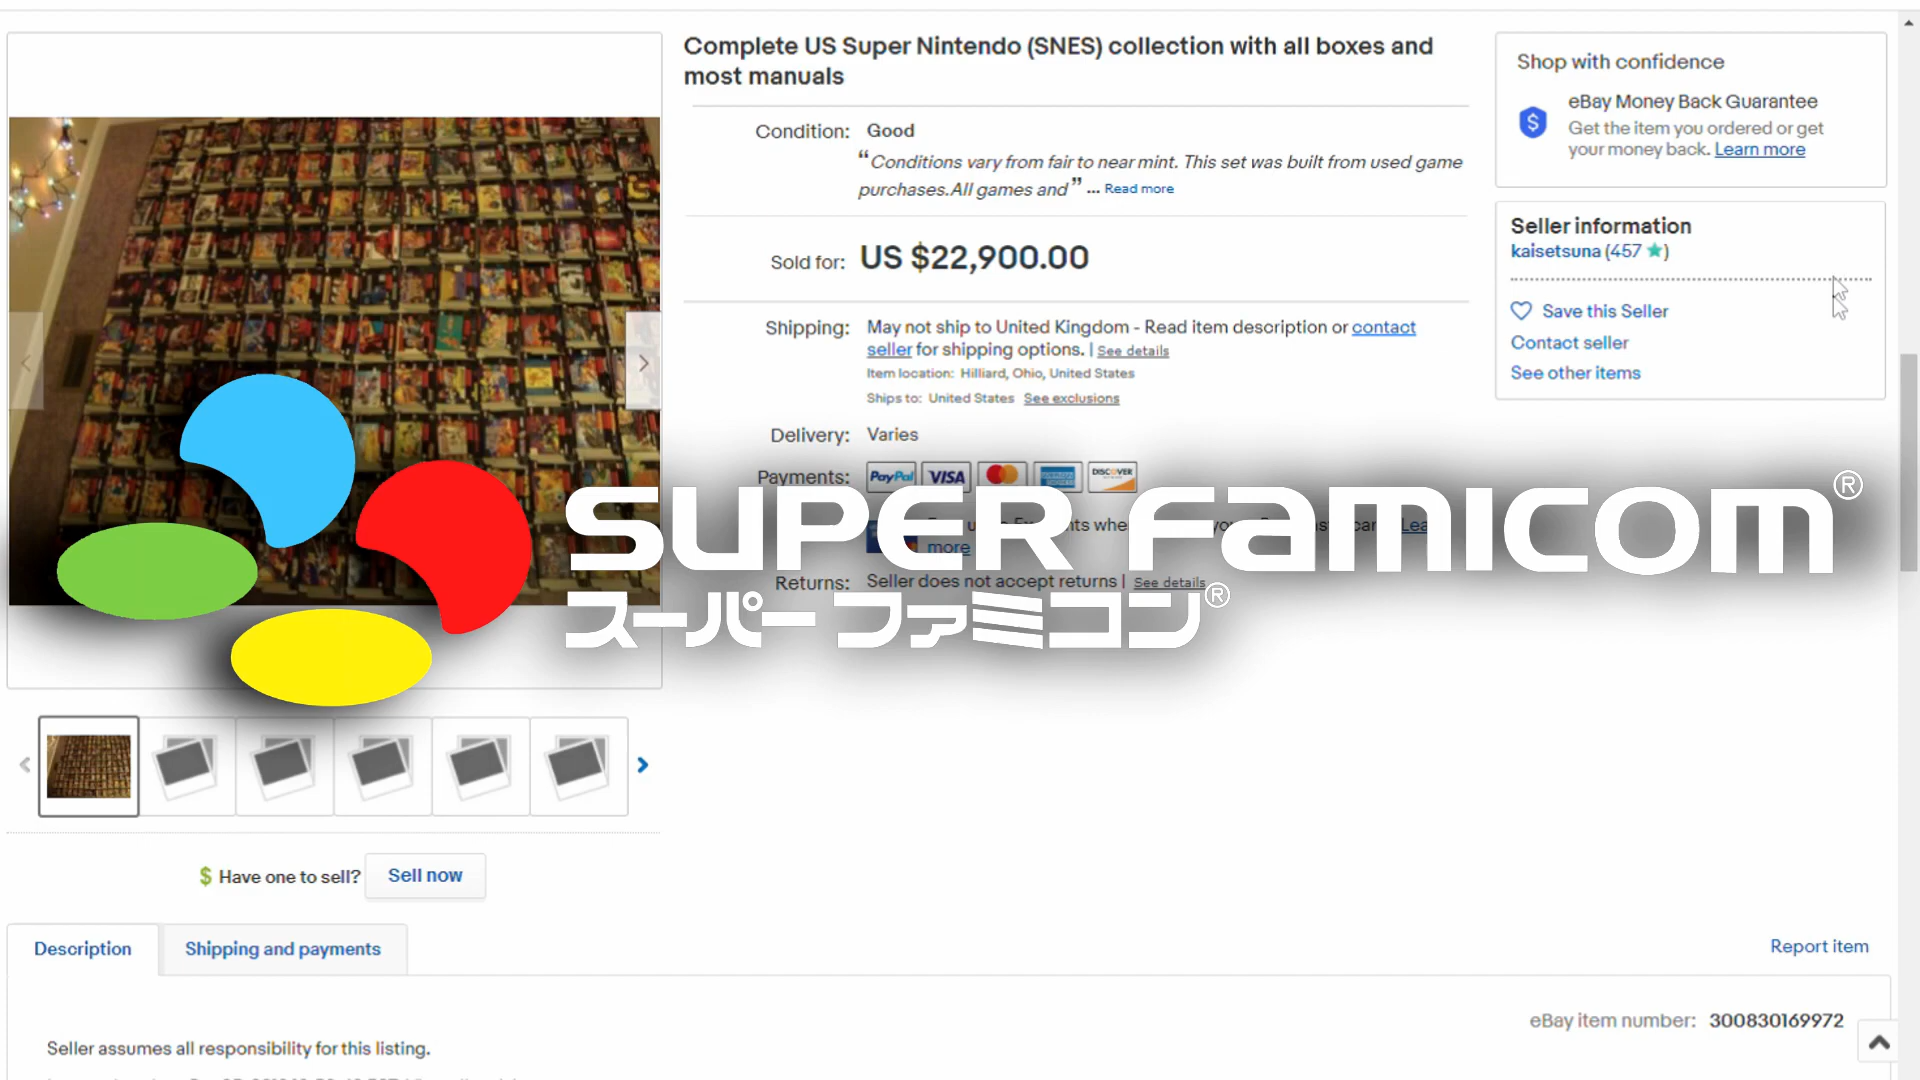 Complete US Super Nintendo (SNES) collection with all boxes and
most manuals
Condition: Good
“Conditions vary from fair to near mint. This set was built from used game
purchases.All games and” ... Read more
Sold for: US $22,900.00
Shipping: May not ship to United Kingdom - Read item description or contact
seller for shipping options. | See details
Item location: Hilliard, Ohio, United States
Ships to: United States See exclusions
Delivery: Varies
Payments: PayPal VISA DISCOVER
more
Returns: Seller does not accept returns | See details
Shop with confidence
eBay Money Back Guarantee
Get the item you ordered or get
your money back. Learn more
Seller information
kaisetsuna (457 ★)
Save this Seller
Contact seller
See other items
SUPER FAMICOM®
スーパーファミコン®
$ Have one to sell? Sell now
Description Shipping and payments
Report item
eBay item number: 300830169972
Seller assumes all responsibility for this listing.